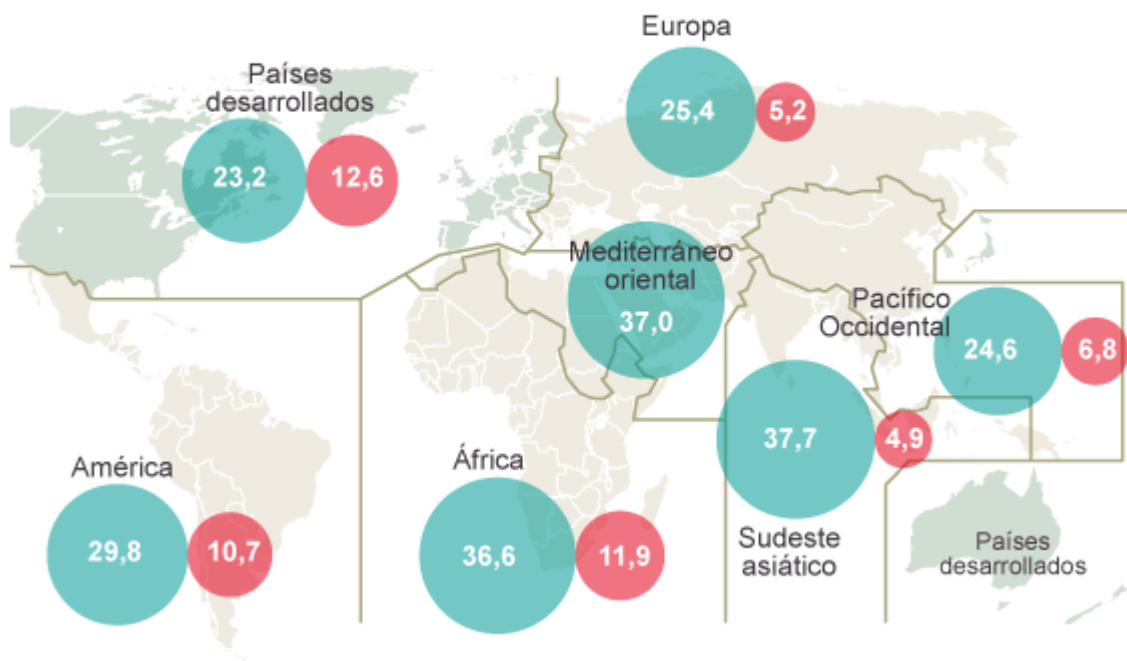 Europa
25,4
5,2
Países
desarrollados
23,2
12,6
Mediterráneo
oriental
37,0
Pacífico
Occidental
24,6
6,8
37,7
4,9
Sudeste
asiático
América
29,8
10,7
África
36,6
11,9
Países
desarrollados